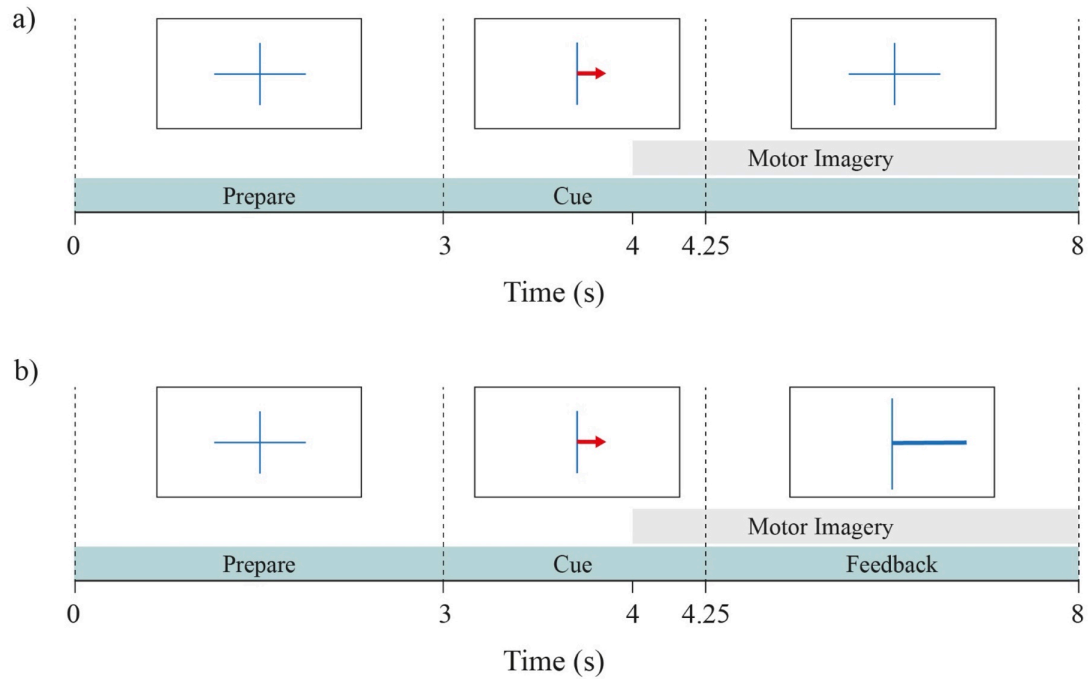 a)
Motor Imagery
Prepare Cue
0 3 4 4.25 8
Time (s)
b)
Motor Imagery
Prepare Cue Feedback
0 3 4 4.25 8
Time (s)